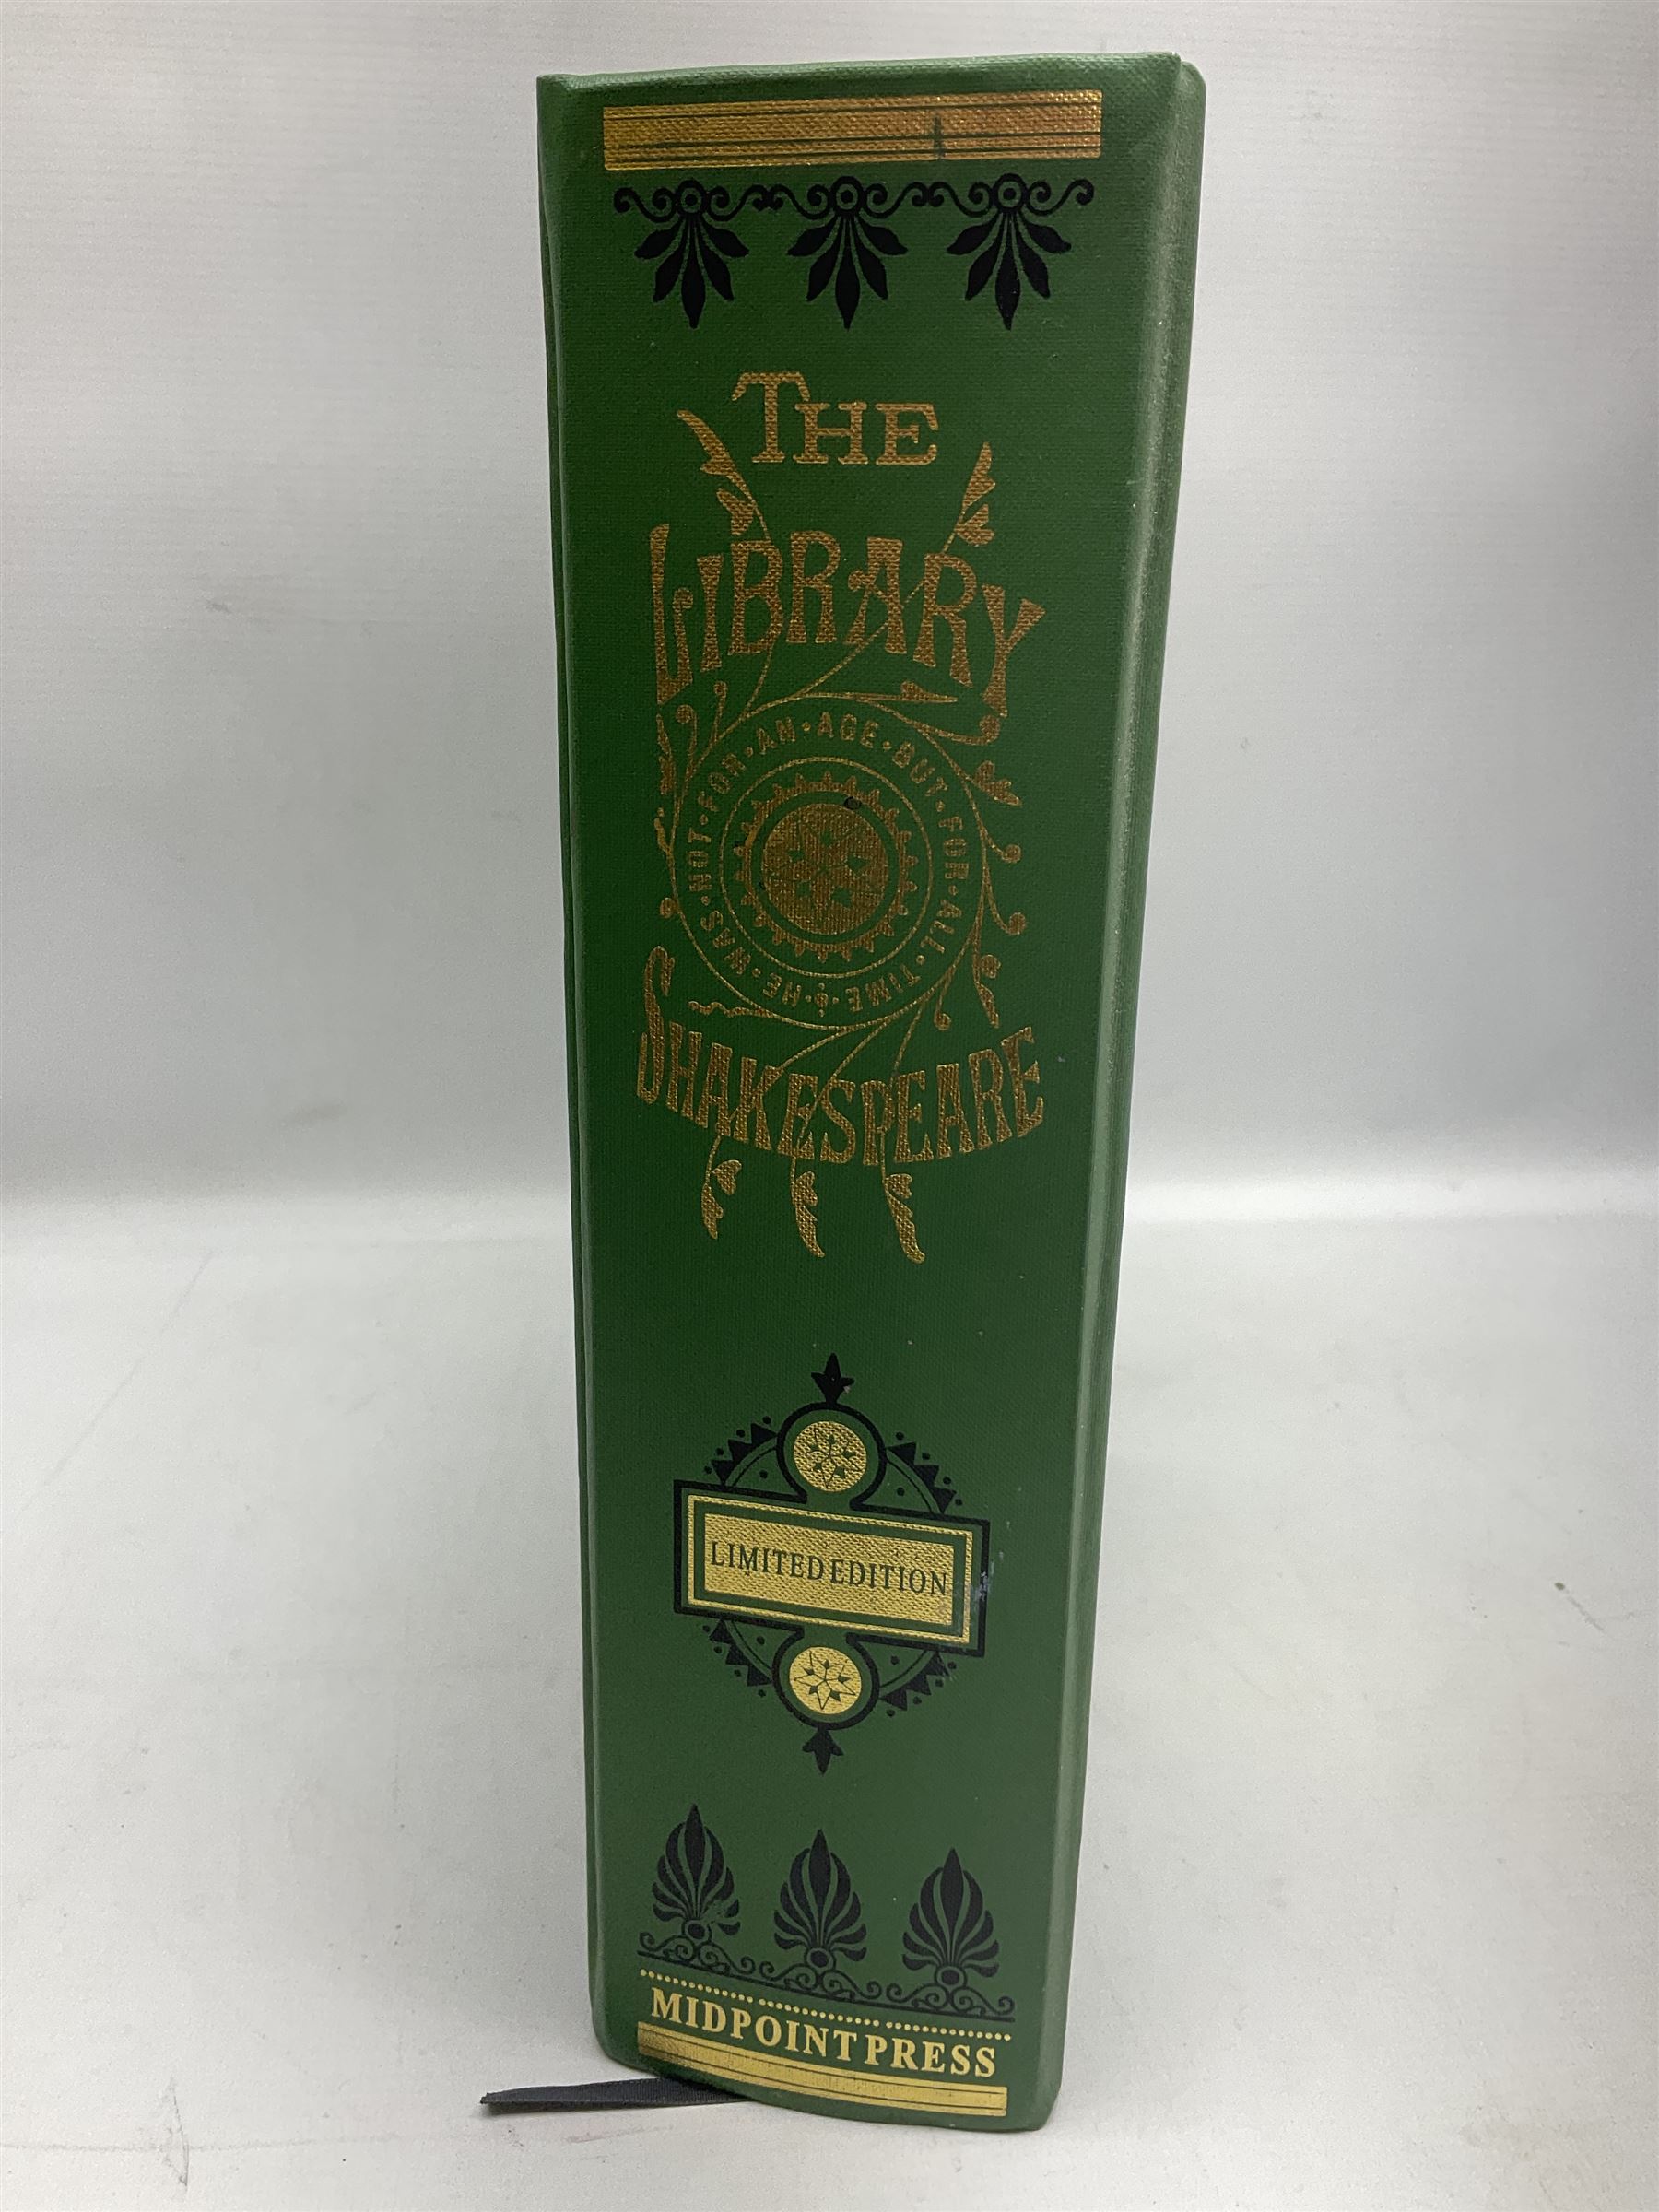 THE
LIBRARY
HE·WAS·NOT·FOR·AN·AGE·BUT·FOR·ALL·TIME
SHAKESPEARE
LIMITED EDITION
MIDPOINT PRESS